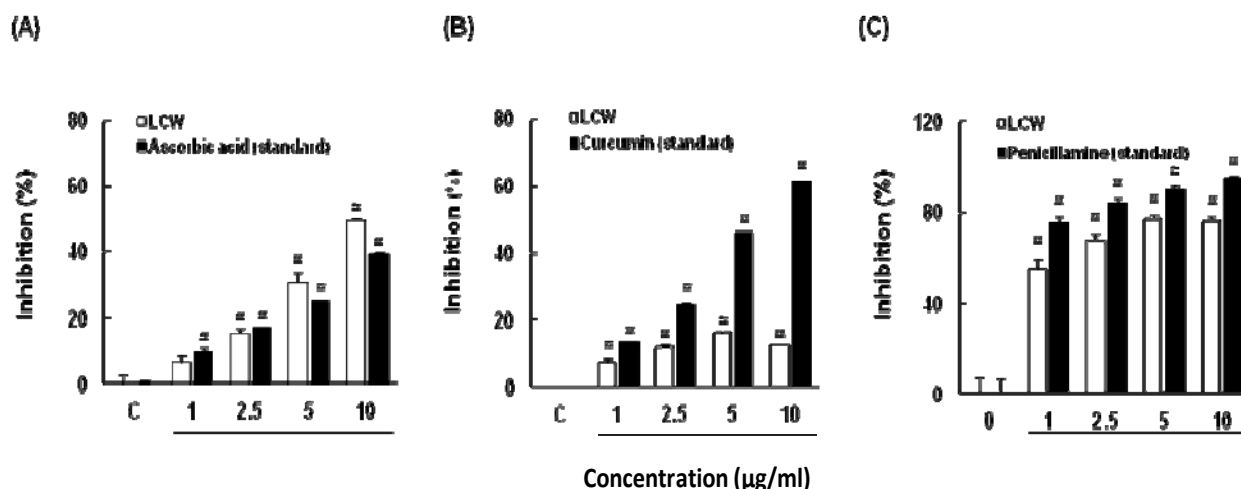 (A)
(B)
(C)
80
60
40
20
0
Inhibition (%)
LCW
Ascorbic acid (standard)
C
1
2.5
5
10
80
60
40
20
0
Inhibition (%)
LCW
Curcumin (standard)
C
1
2.5
5
10
120
80
40
0
Inhibition (%)
LCW
Penicillamine (standard)
0
1
2.5
5
10
Concentration (µg/ml)